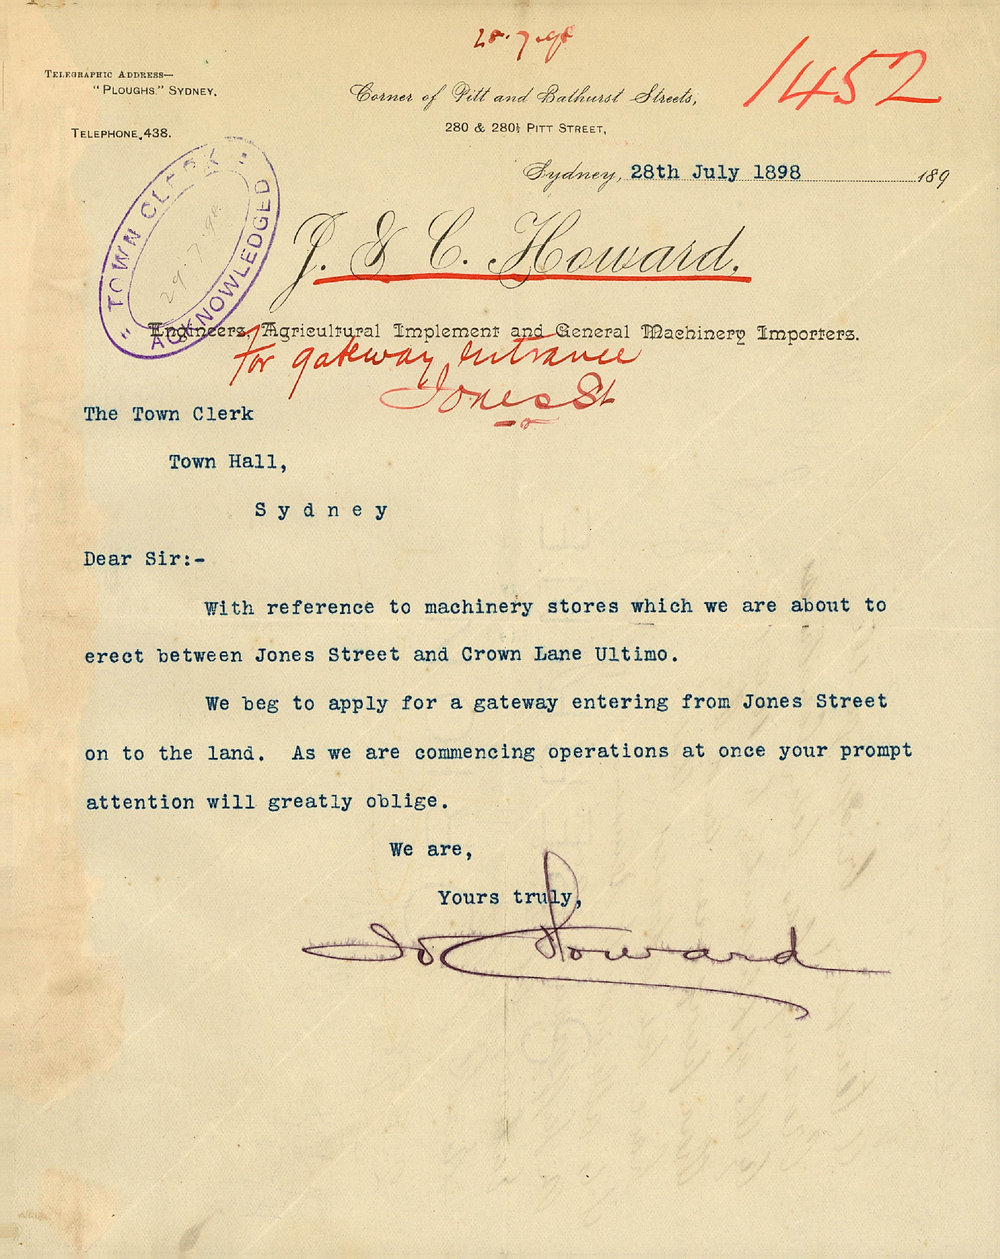 28.7.98
1452
TELEGRAPHIC ADDRESS—
"PLOUGHS." SYDNEY.
Corner of Pitt and Bathurst Streets,
280 & 280½ PITT STREET,
TELEPHONE, 438.
Sydney, 28th July 1898 189
"TOWN CLERK"
29.7.98
ACKNOWLEDGED
J. & C. Howard.
Engineers, Agricultural Implement and General Machinery Importers.
For gateway entrance
Jones St
The Town Clerk
Town Hall,
Sydney
Dear Sir:-
With reference to machinery stores which we are about to
erect between Jones Street and Crown Lane Ultimo.
We beg to apply for a gateway entering from Jones Street
on to the land. As we are commencing operations at once your prompt
attention will greatly oblige.
We are,
Yours truly,
J & C Howard